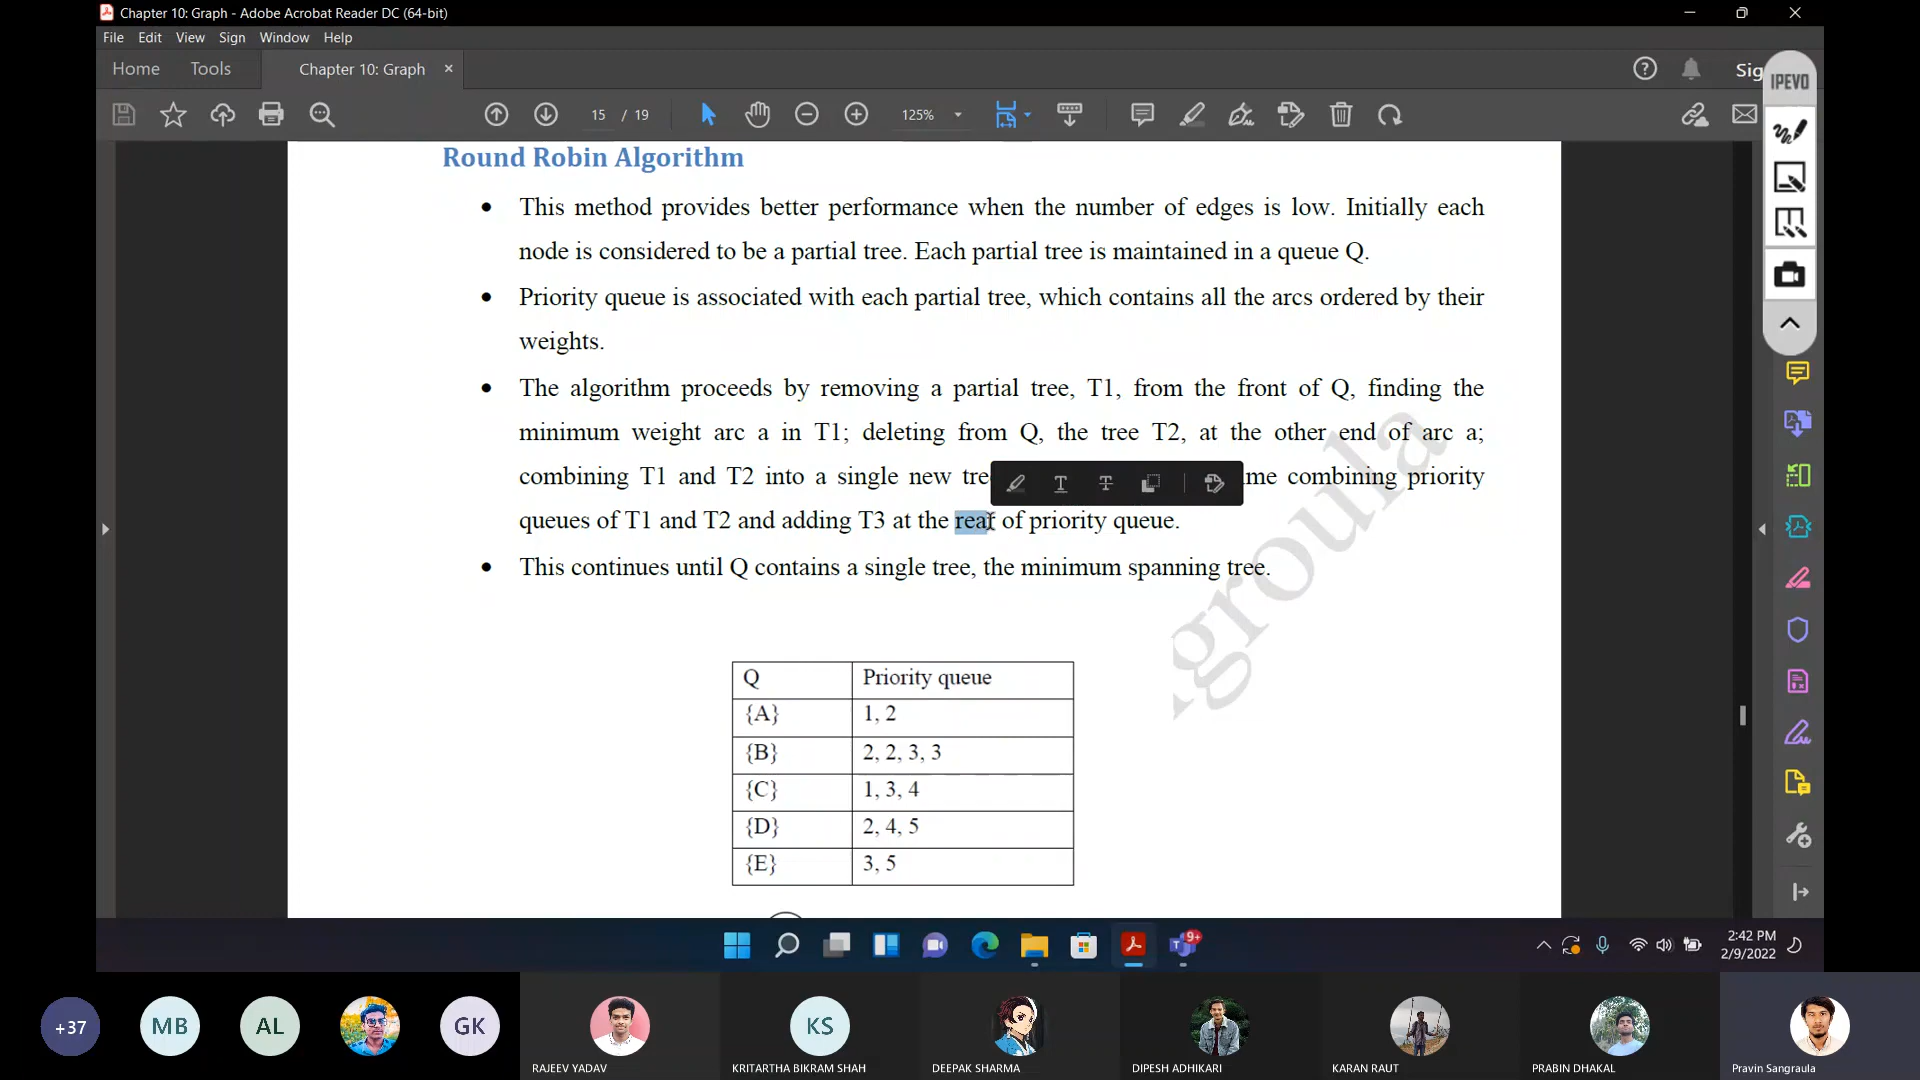 Chapter 10: Graph - Adobe Acrobat Reader DC (64-bit)
File Edit View Sign Window Help
Home Tools Chapter 10: Graph × Sig
IPEVO
15 / 19 125%
Round Robin Algorithm
• This method provides better performance when the number of edges is low. Initially each
node is considered to be a partial tree. Each partial tree is maintained in a queue Q.
• Priority queue is associated with each partial tree, which contains all the arcs ordered by their
weights.
• The algorithm proceeds by removing a partial tree, T1, from the front of Q, finding the
minimum weight arc a in T1; deleting from Q, the tree T2, at the other end of arc a;
combining T1 and T2 into a single new tre me combining priority
queues of T1 and T2 and adding T3 at the rear of priority queue.
• This continues until Q contains a single tree, the minimum spanning tree.
groula
Q Priority queue
{A} 1, 2
{B} 2, 2, 3, 3
{C} 1, 3, 4
{D} 2, 4, 5
{E} 3, 5
9+
2:42 PM
2/9/2022
+37 MB AL GK KS
RAJEEV YADAV KRITARTHA BIKRAM SHAH DEEPAK SHARMA DIPESH ADHIKARI KARAN RAUT PRABIN DHAKAL Pravin Sangraula